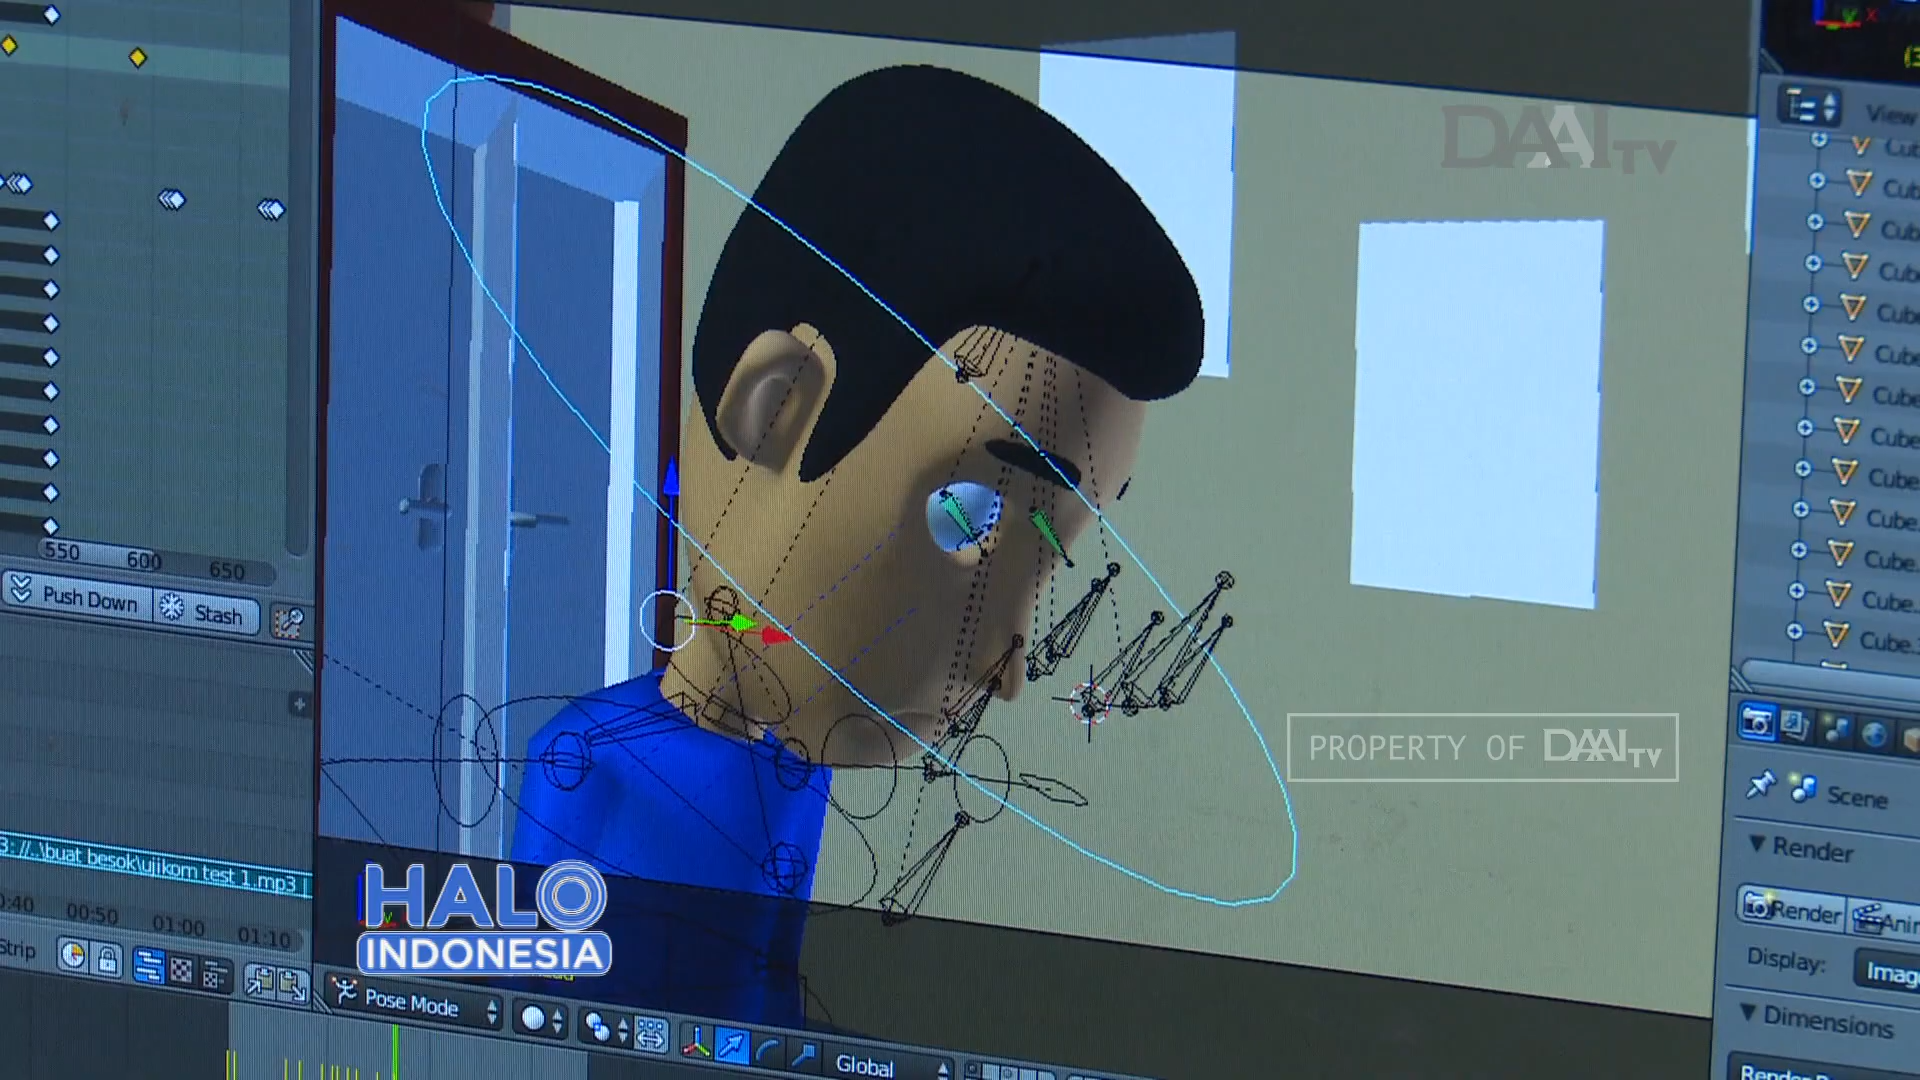 DAAI TV
View
Cub
Cub
Cub
Cub
Cub
Cube
Cube
Cube
Cube.
Cube.
Cube.
Cube.
Cube.
550 600 650
Push Down
Stash
PROPERTY OF DAAI TV
Scene
Render
Render
Anir
Display:
Imag
Dimensions
3: //..\buat besok\ujikom test 1.mp3 |
0:40 00:50 01:00 01:10
Strip
HALO
INDONESIA
Pose Mode
Global